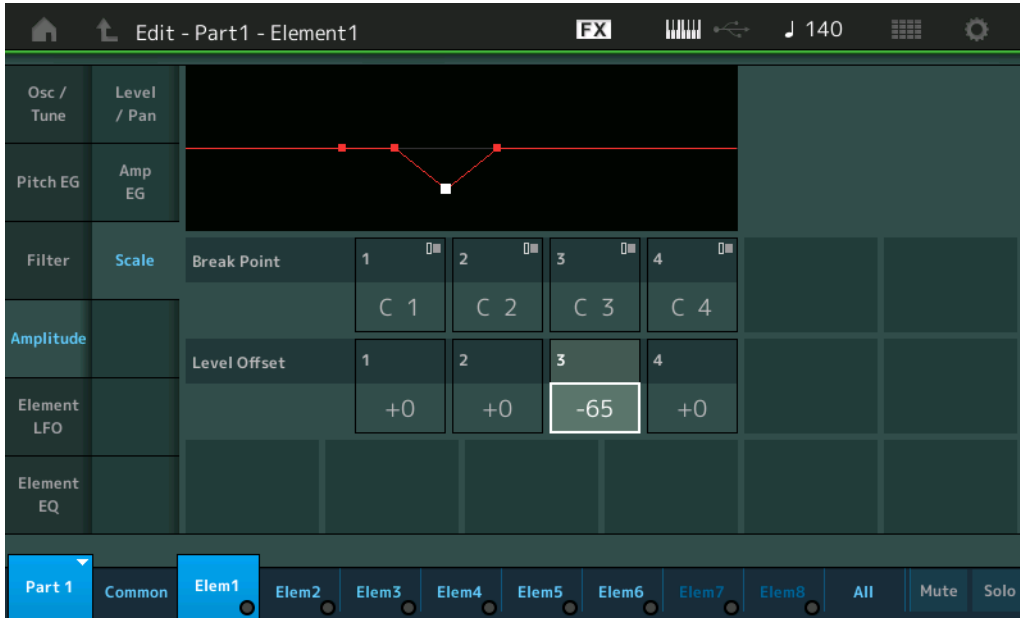 Edit - Part1 - Element1
FX
♩ 140
Osc /
Tune
Level
/ Pan
Pitch EG
Amp
EG
Filter
Scale
Break Point
1
2
3
4
C 1
C 2
C 3
C 4
Amplitude
Level Offset
1
2
3
4
+0
+0
-65
+0
Element
LFO
Element
EQ
Part 1
Common
Elem1
Elem2
Elem3
Elem4
Elem5
Elem6
Elem7
Elem8
All
Mute
Solo